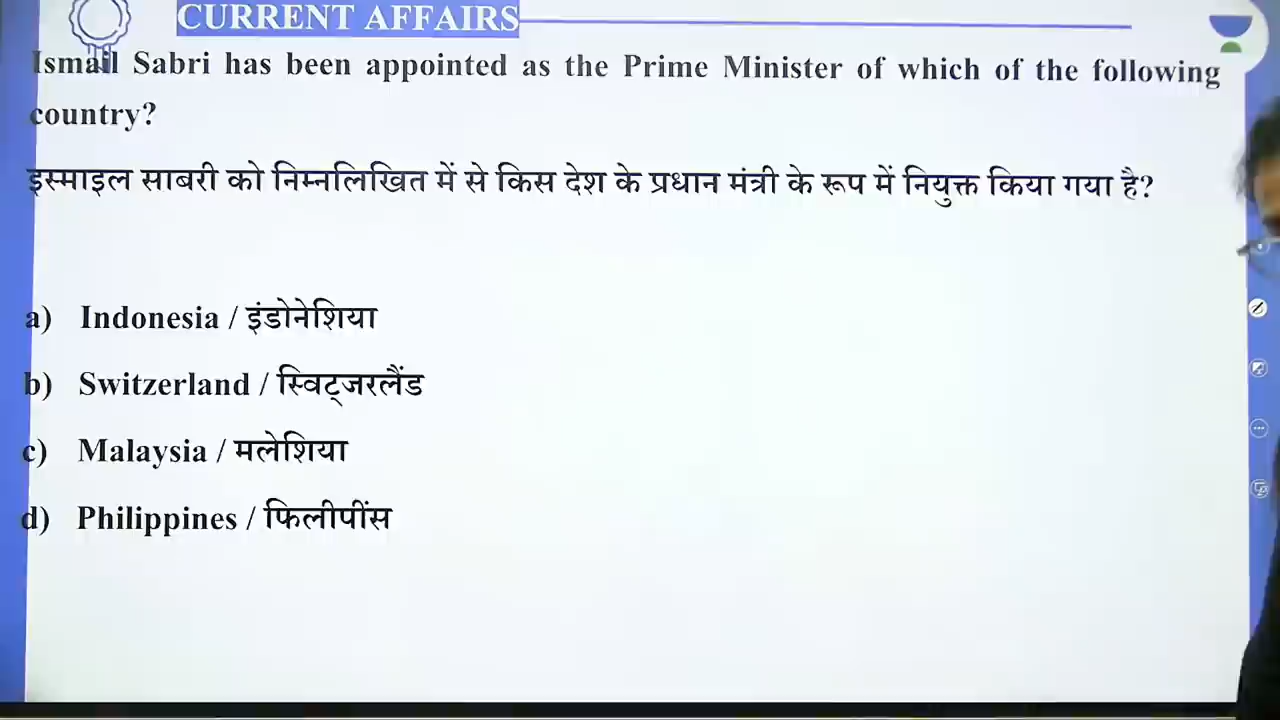 CURRENT AFFAIRS
Ismail Sabri has been appointed as the Prime Minister of which of the following
country?
इस्माइल साबरी को निम्नलिखित में से किस देश के प्रधान मंत्री के रूप में नियुक्त किया गया है?
a) Indonesia / इंडोनेशिया
b) Switzerland / स्विट्जरलैंड
c) Malaysia / मलेशिया
d) Philippines / फिलीपींस